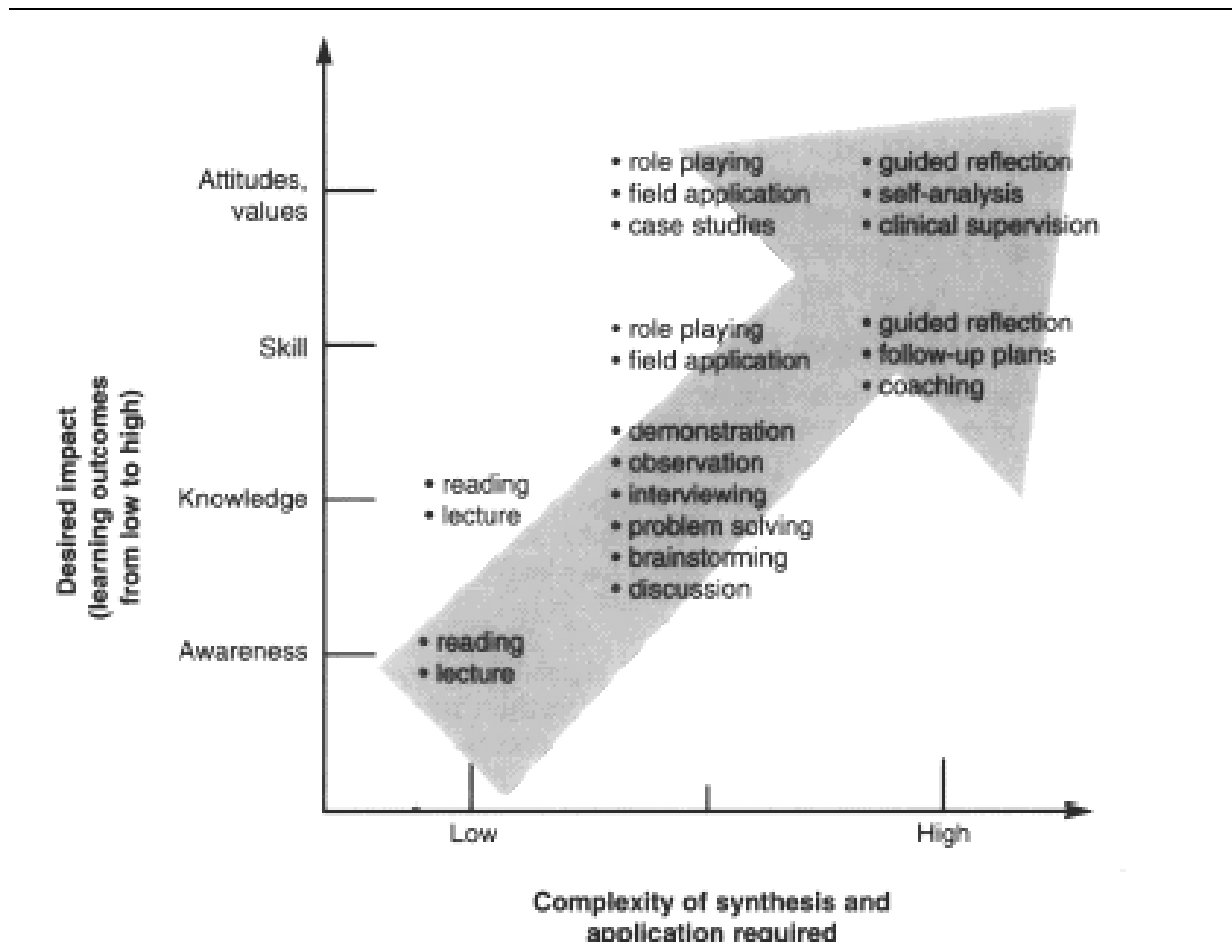 Attitudes,
values
• role playing
• field application
• case studies
• guided reflection
• self-analysis
• clinical supervision
Skill
• role playing
• field application
• guided reflection
• follow-up plans
• coaching
Desired impact
(learning outcomes
from low to high)
Knowledge
• reading
• lecture
• demonstration
• observation
• interviewing
• problem solving
• brainstorming
• discussion
Awareness
• reading
• lecture
Low
High
Complexity of synthesis and
application required